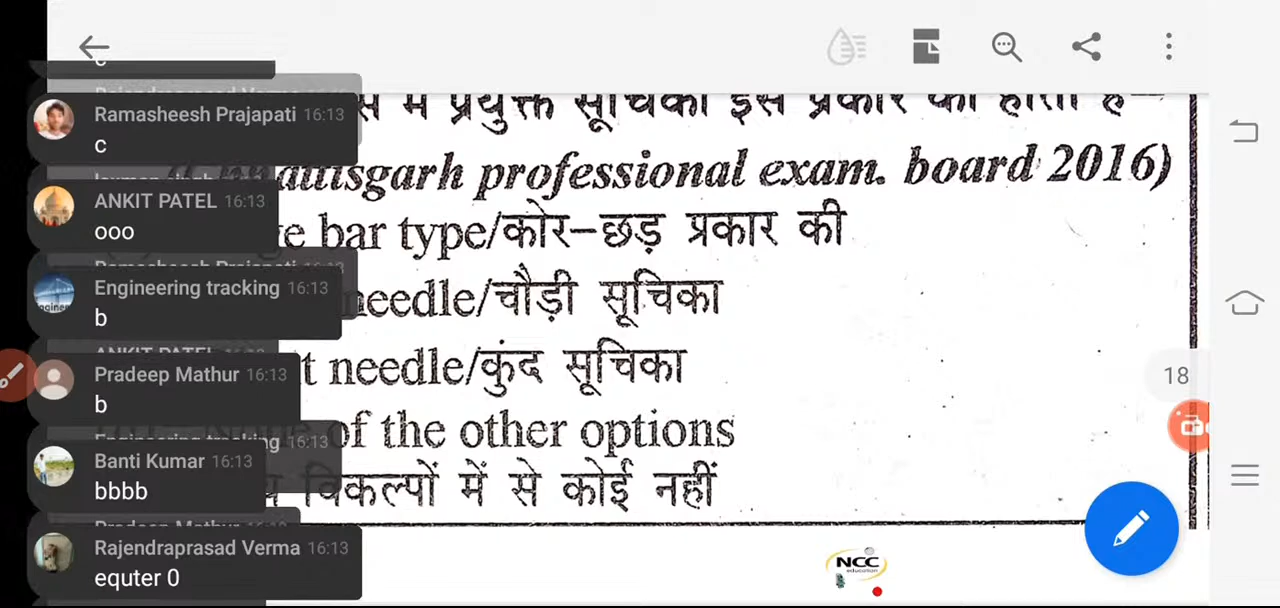 स में प्रयुक्त सूचिका इस प्रकार की होती है—
professional exam. board 2016)
bar type/कोर–छड़ प्रकार की
needle/चौड़ी सूचिका
needle/कुंद सूचिका
of the other options
विकल्पों में से कोई नहीं
Ramasheesh Prajapati 16:13
c
ANKIT PATEL 16:13
ooo
Engineering tracking 16:13
b
Pradeep Mathur 16:13
b
Banti Kumar 16:13
bbbb
Rajendraprasad Verma 16:13
equter 0
18
NCC
education